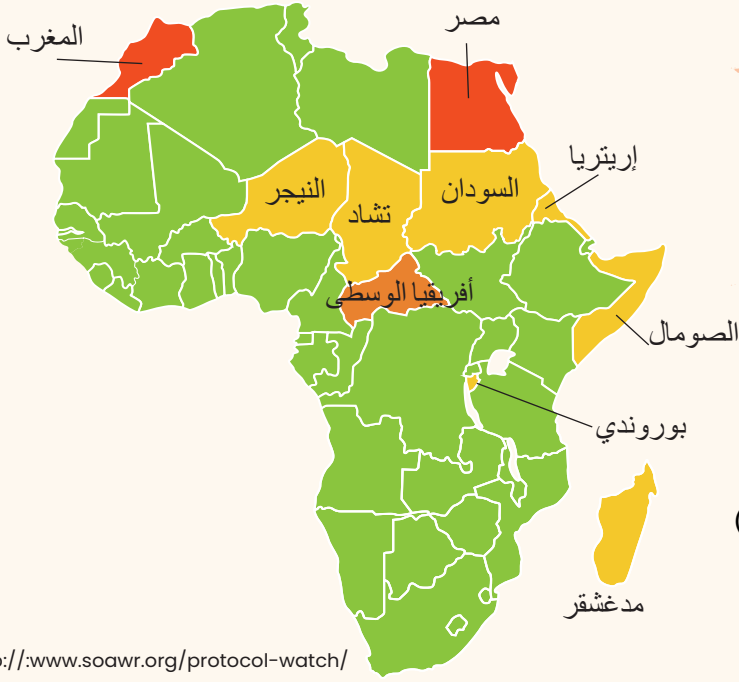 مصر
المغرب
إريتريا
السودان
النيجر
تشاد
أفريقيا الوسطى
الصومال
بوروندي
مدغشقر
://:www.soawr.org/protocol-watch/